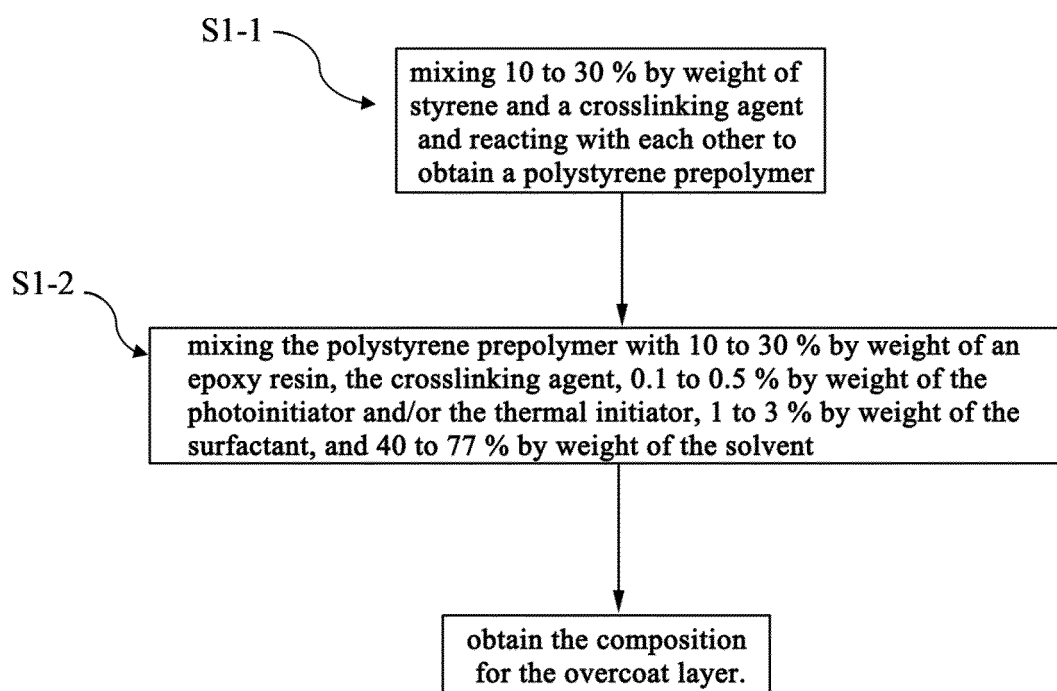 S1-1
mixing 10 to 30 % by weight of
styrene and a crosslinking agent
and reacting with each other to
obtain a polystyrene prepolymer
S1-2
mixing the polystyrene prepolymer with 10 to 30 % by weight of an
epoxy resin, the crosslinking agent, 0.1 to 0.5 % by weight of the
photoinitiator and/or the thermal initiator, 1 to 3 % by weight of the
surfactant, and 40 to 77 % by weight of the solvent
obtain the composition
for the overcoat layer.